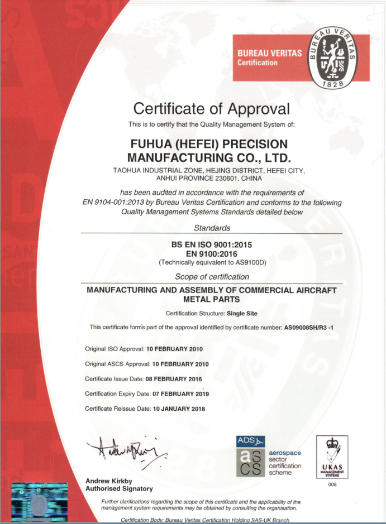 BUREAU VERITAS
Certification
BUREAU VERITAS
1828
Certificate of Approval
This is to certify that the Quality Management System of:
FUHUA (HEFEI) PRECISION
MANUFACTURING CO., LTD.
TAOHUA INDUSTRIAL ZONE, HEJING DISTRICT, HEFEI CITY,
ANHUI PROVINCE 230601, CHINA
has been audited in accordance with the requirements of
EN 9104-001:2013 by Bureau Veritas Certification and conforms to the following
Quality Management Systems Standards detailed below
Standards
BS EN ISO 9001:2015
EN 9100:2016
(Technically equivalent to AS9100D)
Scope of certification
MANUFACTURING AND ASSEMBLY OF COMMERCIAL AIRCRAFT
METAL PARTS
Certification Structure: Single Site
This certificate forms part of the approval identified by certificate number: AS09008SH/R3 -1
Original ISO Approval: 10 FEBRUARY 2010
Original ASCS Approval: 10 FEBRUARY 2010
Certificate Issue Date: 08 FEBRUARY 2016
Certification Expiry Date: 07 FEBRUARY 2019
Certificate Reissue Date: 10 JANUARY 2018
Andrew Kirkby
Authorised Signatory
ADS
as
CS
aerospace
sector
certification
scheme
UKAS
MANAGEMENT
SYSTEMS
008
Further clarifications regarding the scope of this certificate and the applicability of the
management system requirements may be obtained by consulting the organisation.
Certification Body: Bureau Veritas Certification Holding SAS-UK Branch